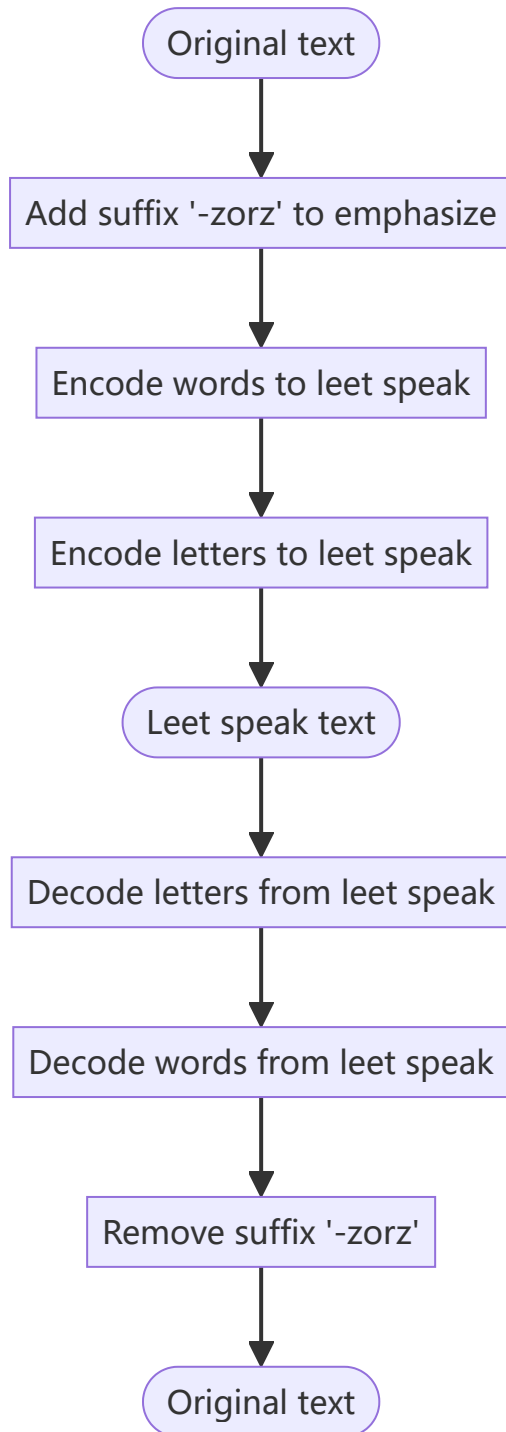 Original text
Add suffix '-zorz' to emphasize
Encode words to leet speak
Encode letters to leet speak
Leet speak text
Decode letters from leet speak
Decode words from leet speak
Remove suffix '-zorz'
Original text